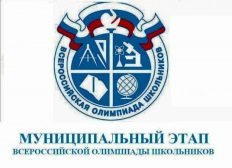 ВСЕРОССИЙСКАЯ ОЛИМПИАДА ШКОЛЬНИКОВ
МУНИЦИПАЛЬНЫЙ ЭТАП
ВСЕРОССИЙСКОЙ ОЛИМПИАДЫ ШКОЛЬНИКОВ